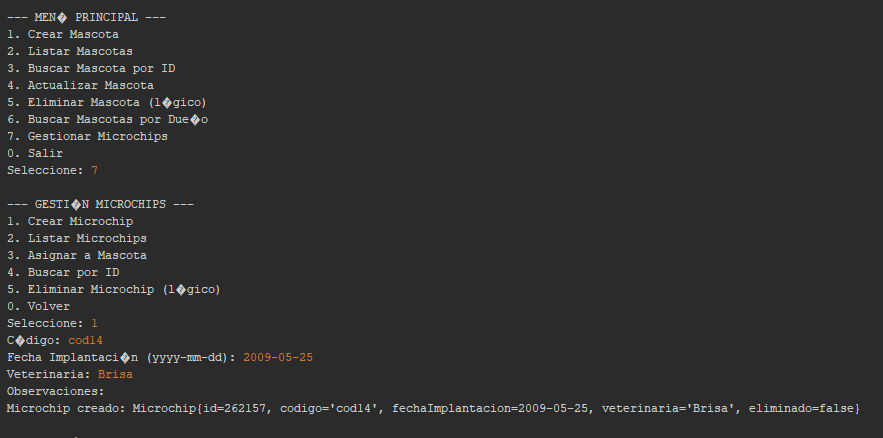 --- MEN� PRINCIPAL ---
1. Crear Mascota
2. Listar Mascotas
3. Buscar Mascota por ID
4. Actualizar Mascota
5. Eliminar Mascota (l�gico)
6. Buscar Mascotas por Due�o
7. Gestionar Microchips
0. Salir
Seleccione: 7
--- GESTI�N MICROCHIPS ---
1. Crear Microchip
2. Listar Microchips
3. Asignar a Mascota
4. Buscar por ID
5. Eliminar Microchip (l�gico)
0. Volver
Seleccione: 1
C�digo: cod14
Fecha Implantaci�n (yyyy-mm-dd): 2009-05-25
Veterinaria: Brisa
Observaciones:
Microchip creado: Microchip{id=262157, codigo='cod14', fechaImplantacion=2009-05-25, veterinaria='Brisa', eliminado=false}